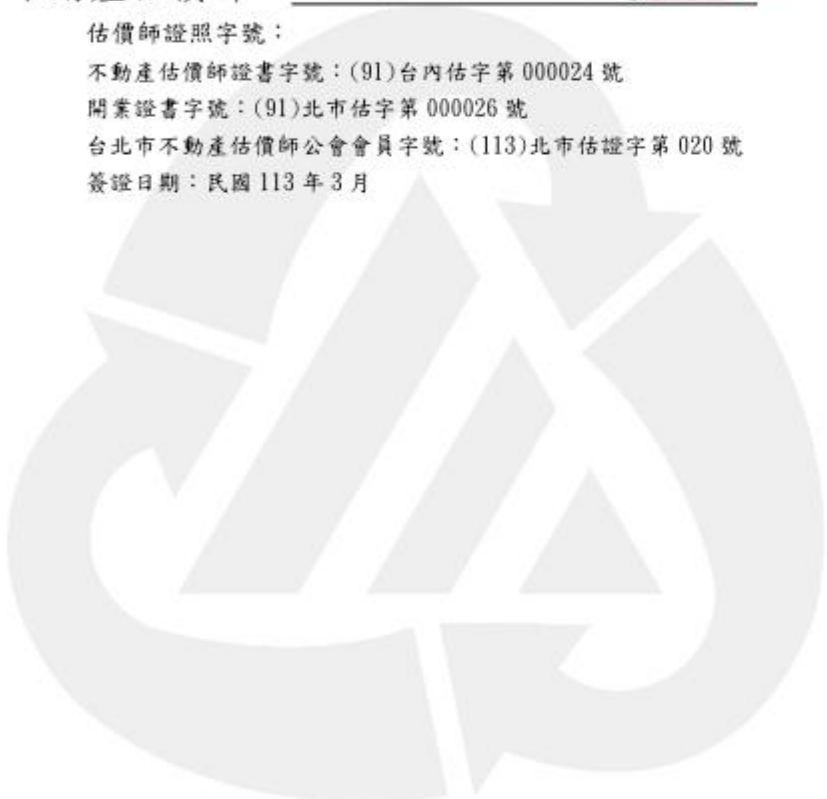 估價師證照字號：
不動產估價師證書字號：(91)台內估字第 000024 號
開業證書字號：(91)北市估字第 000026 號
台北市不動產估價師公會會員字號：(113)北市估證字第 020 號
簽證日期：民國 113 年 3 月